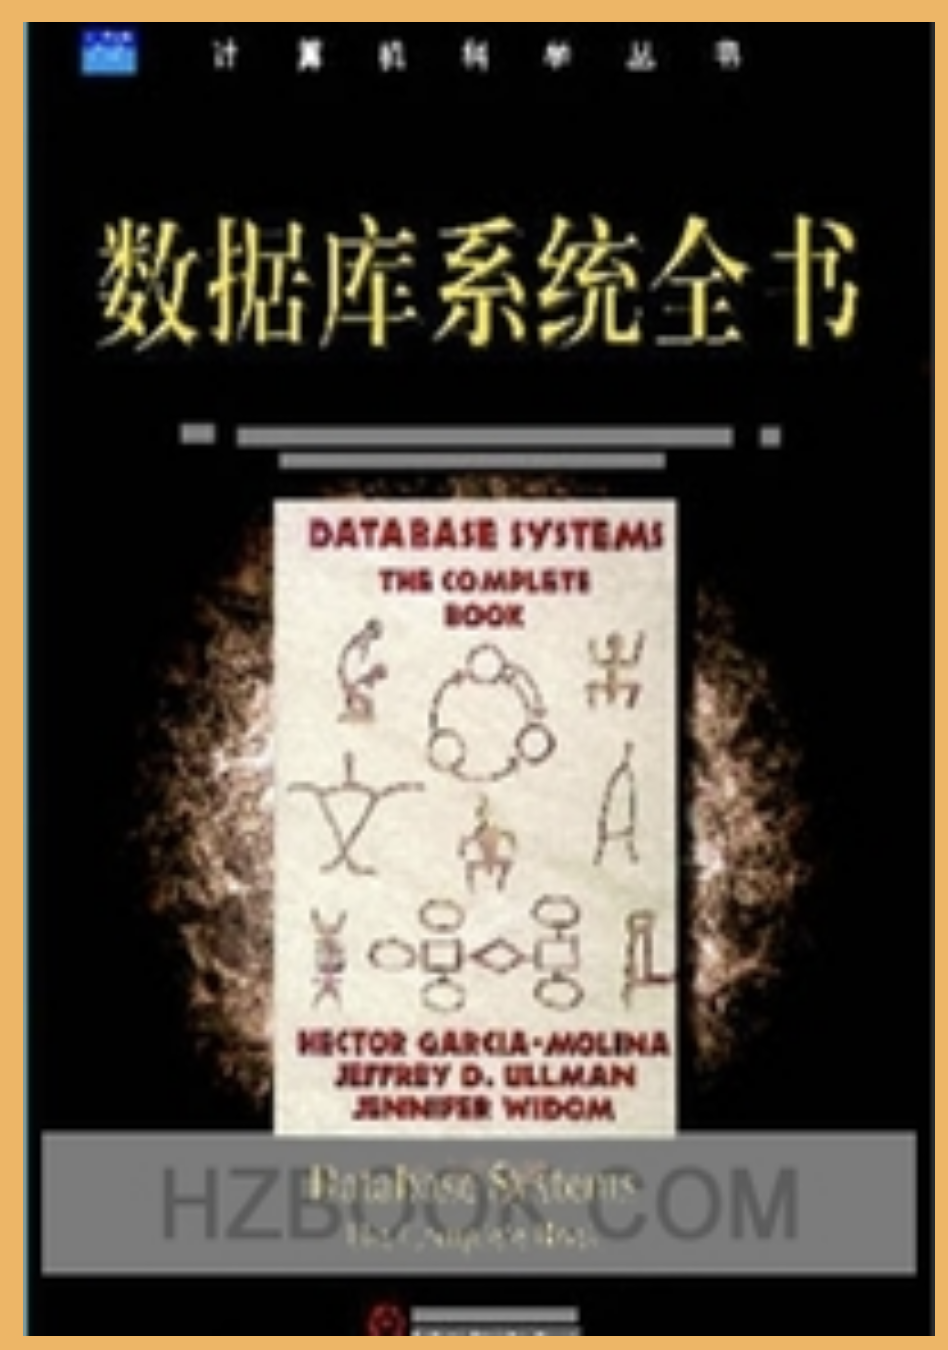 计算机科学丛书
数据库系统全书
DATABASE SYSTEMS
THE COMPLETE
BOOK
HECTOR GARCIA-MOLINA
JEFFREY D. ULLMAN
JENNIFER WIDOM
Database Systems
HZBOOK.COM